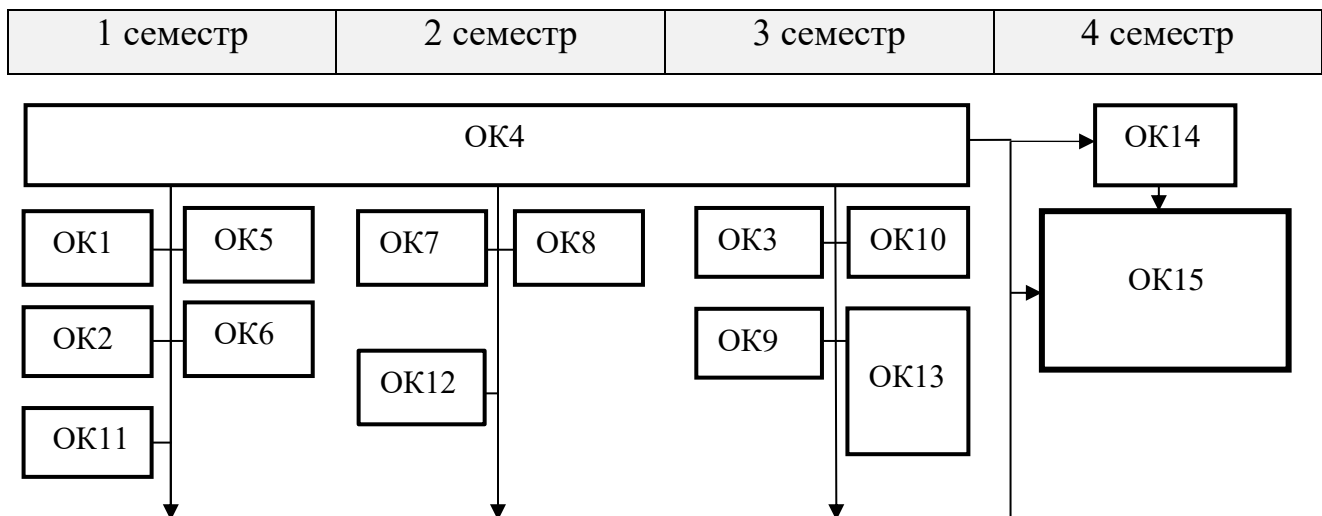 1 семестр 2 семестр 3 семестр 4 семестр
ОК4 ОК14
ОК1 ОК5 ОК7 ОК8 ОК3 ОК10
ОК15
ОК2 ОК6 ОК9
ОК12 ОК13
ОК11